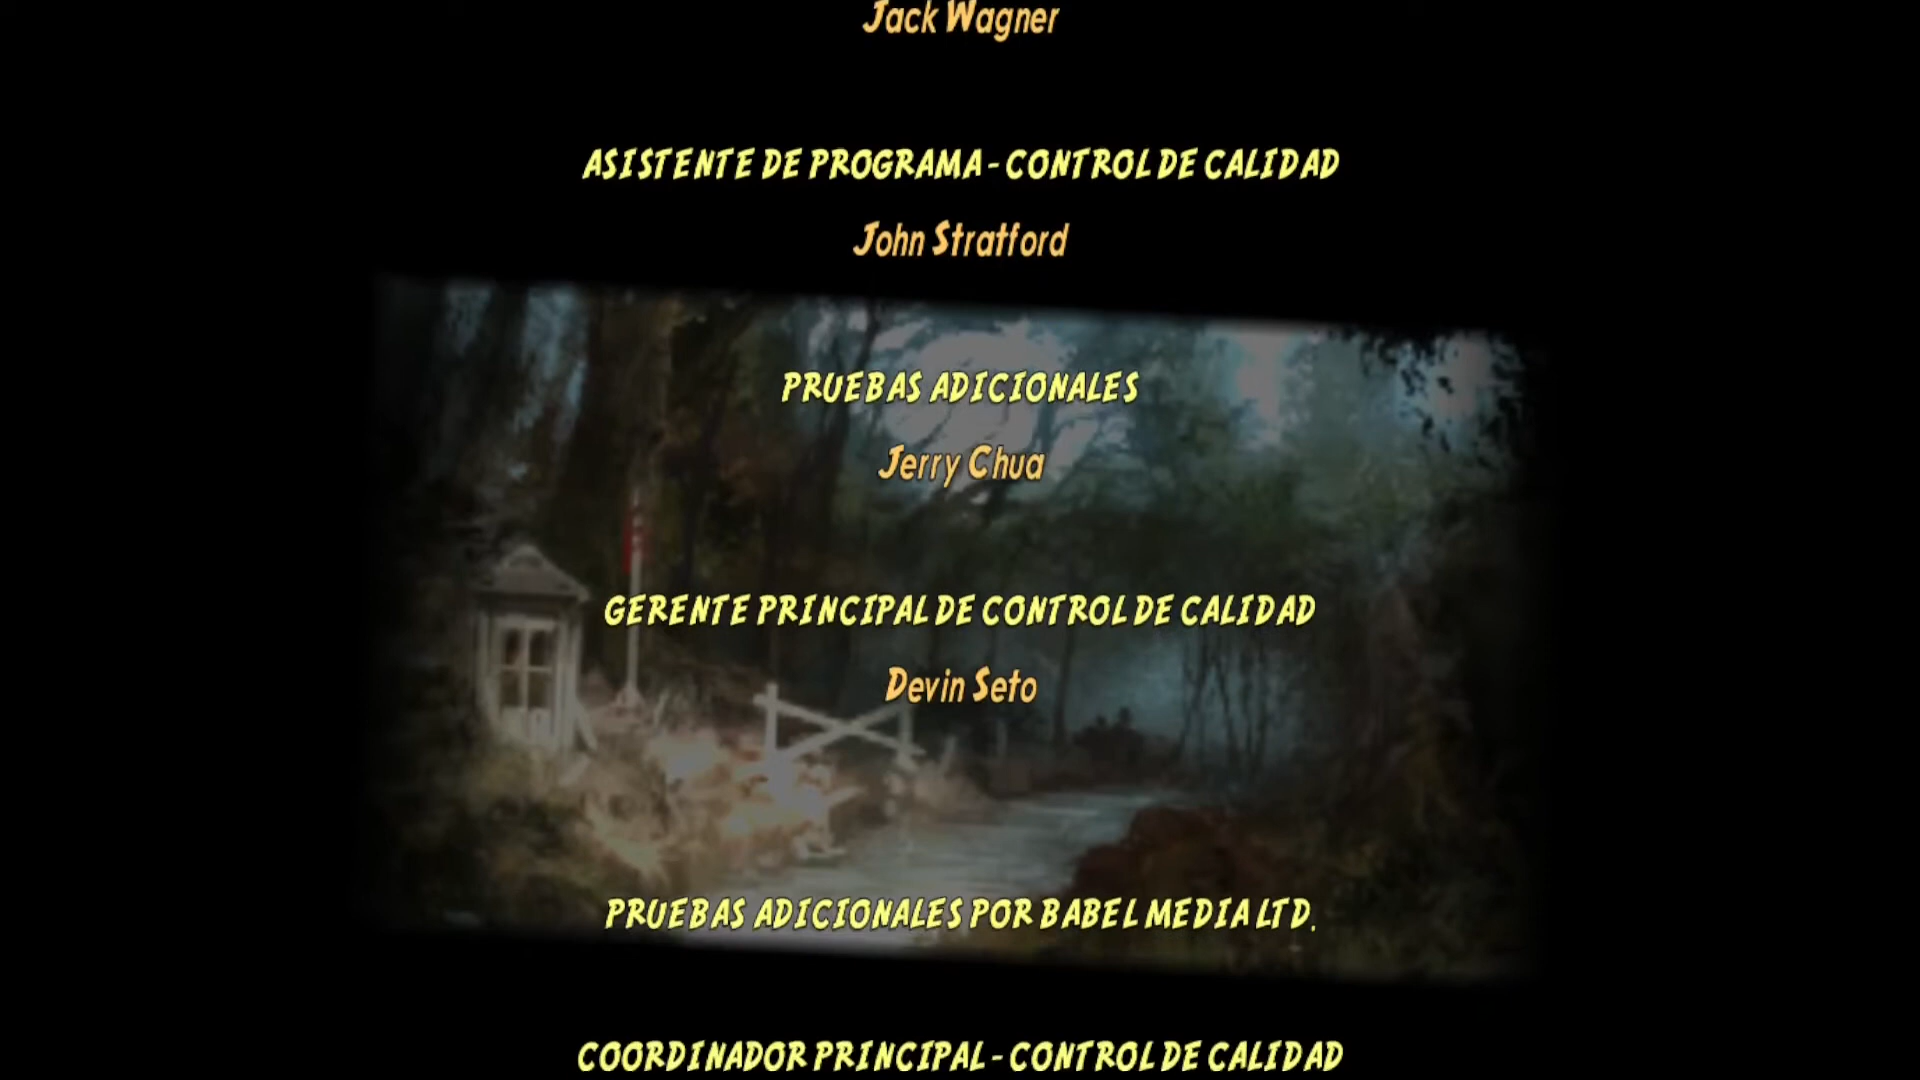 Jack Wagner
ASISTENTE DE PROGRAMA - CONTROL DE CALIDAD
John Stratford
PRUEBAS ADICIONALES
Jerry Chua
GERENTE PRINCIPAL DE CONTROL DE CALIDAD
Devin Seto
PRUEBAS ADICIONALES POR BABEL MEDIA LTD.
COORDINADOR PRINCIPAL - CONTROL DE CALIDAD